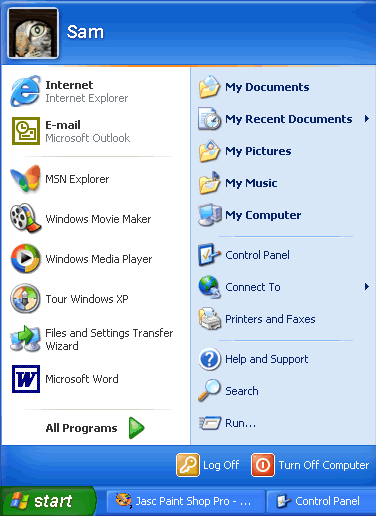 Sam
Internet
Internet Explorer
E-mail
Microsoft Outlook
MSN Explorer
Windows Movie Maker
Windows Media Player
Tour Windows XP
Files and Settings Transfer
Wizard
Microsoft Word
All Programs
My Documents
My Recent Documents
My Pictures
My Music
My Computer
Control Panel
Connect To
Printers and Faxes
Help and Support
Search
Run...
Log Off
Turn Off Computer
start
Jasc Paint Shop Pro - ...
Control Panel